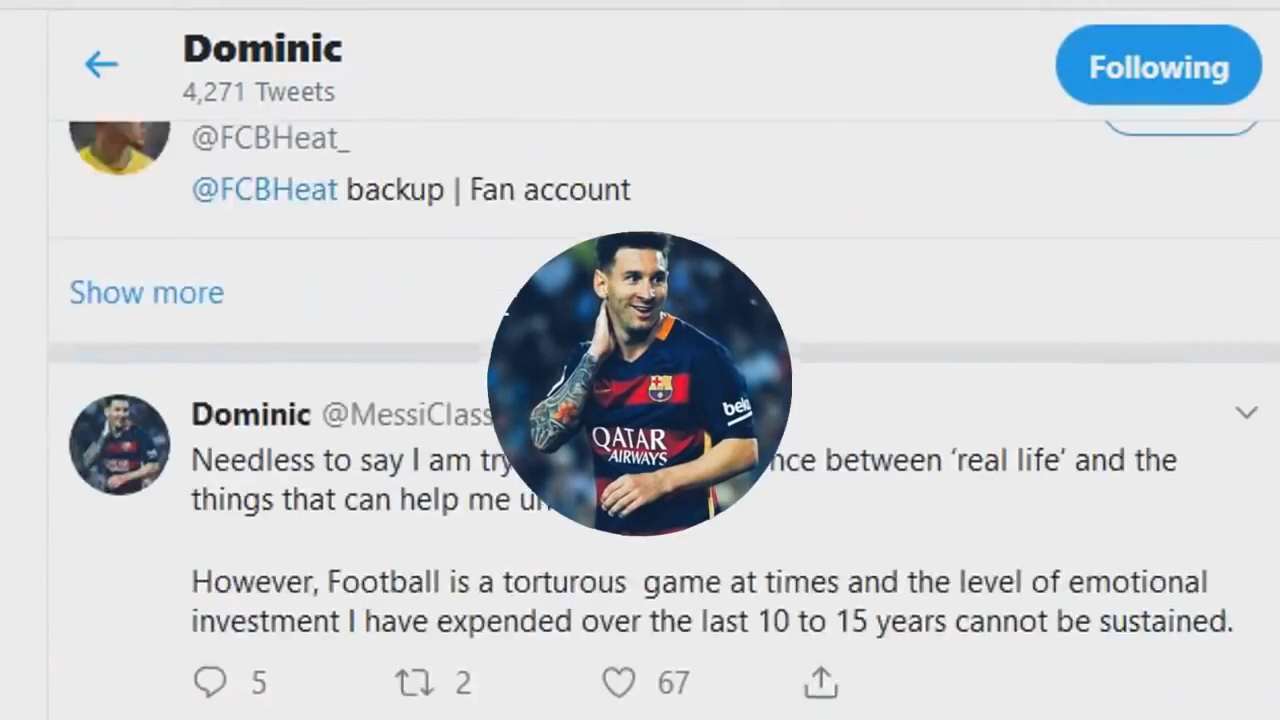 Dominic
4,271 Tweets
Following
@FCBHeat_
@FCBHeat backup | Fan account
Show more
Dominic @MessiClass
Needless to say I am nce between ‘real life’ and the
things that can help me
However, Football is a torturous game at times and the level of emotional
investment I have expended over the last 10 to 15 years cannot be sustained.
5 2 67
beko
QATAR
AIRWAYS